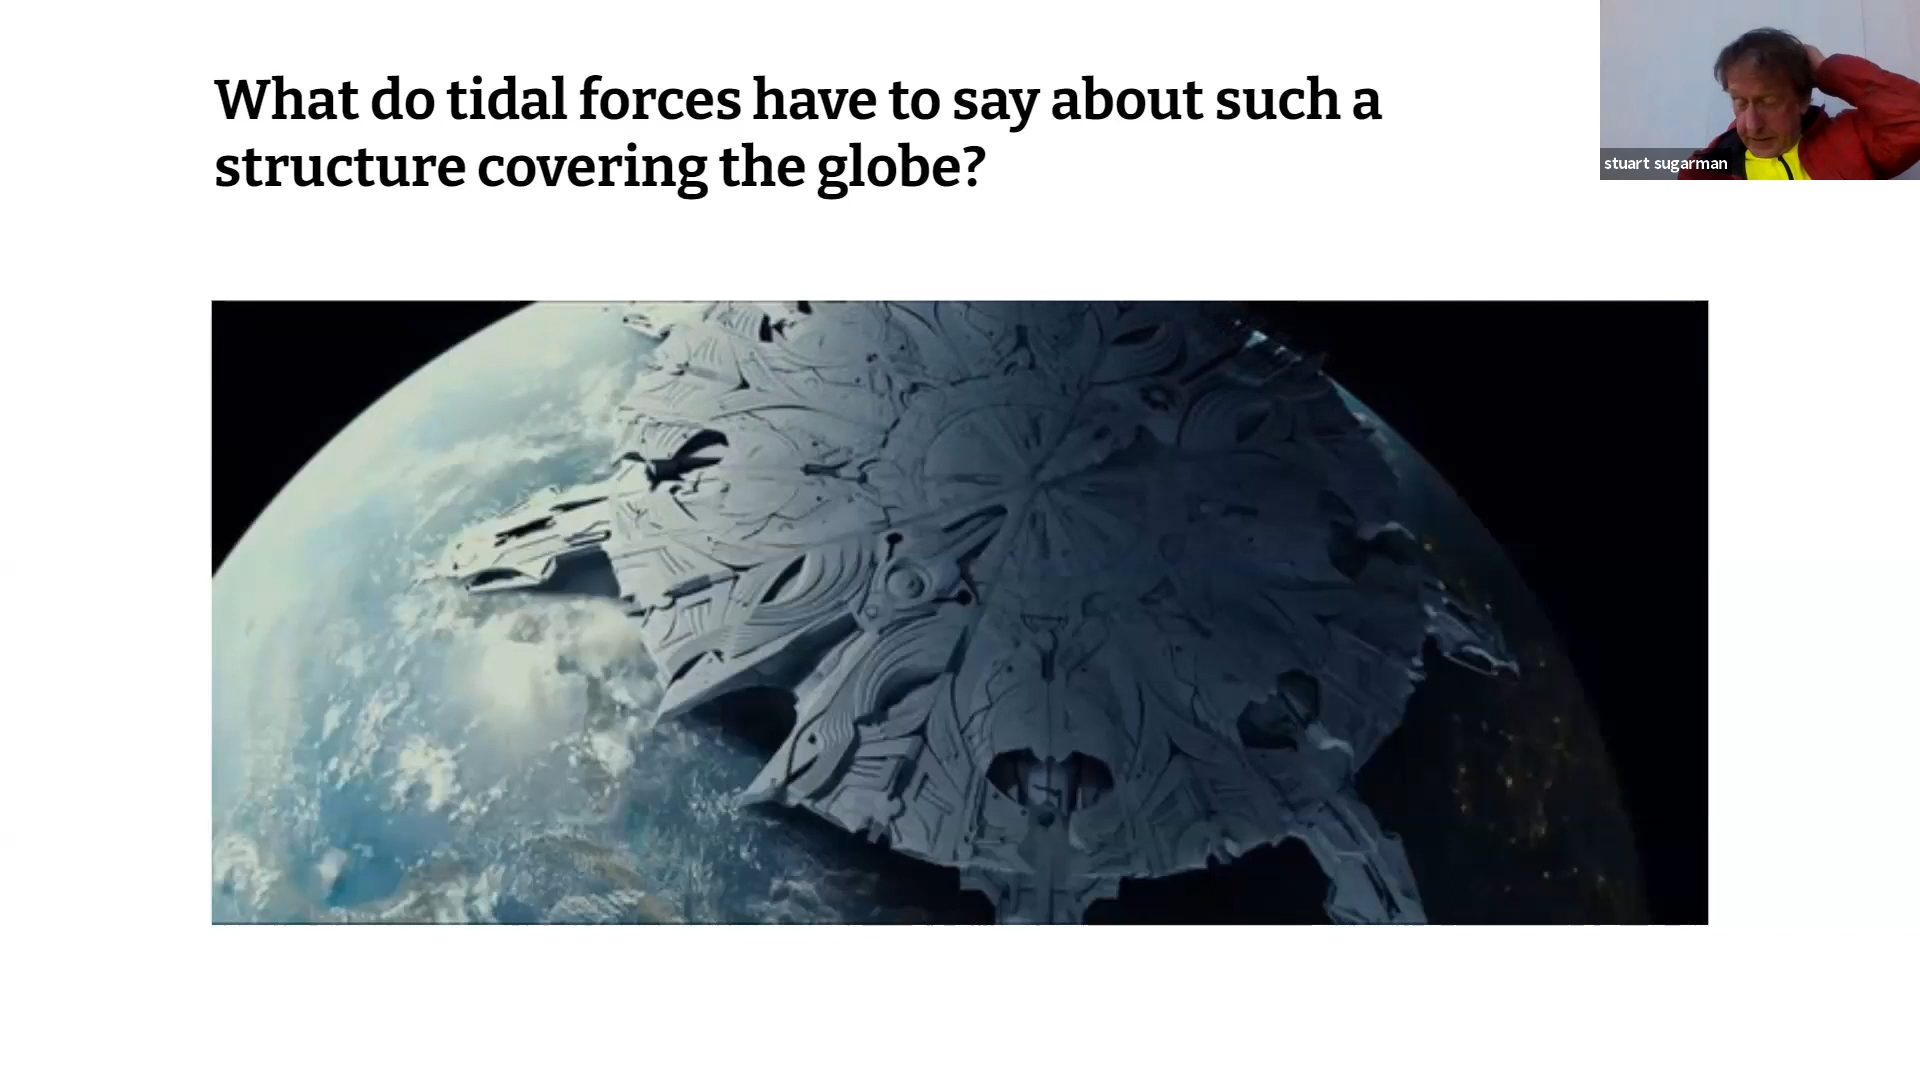 What do tidal forces have to say about such a
structure covering the globe?
stuart sugarman